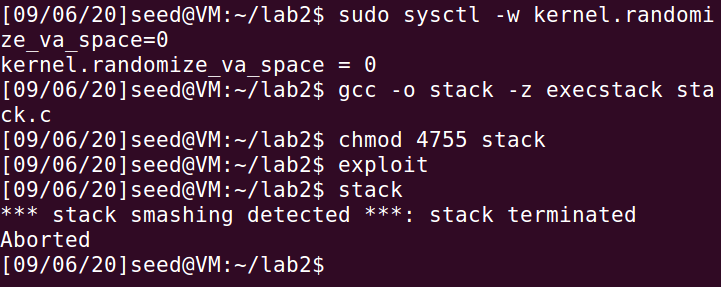 [09/06/20]seed@VM:~/lab2$ sudo sysctl -w kernel.randomi
ze_va_space=0
kernel.randomize_va_space = 0
[09/06/20]seed@VM:~/lab2$ gcc -o stack -z execstack sta
ck.c
[09/06/20]seed@VM:~/lab2$ chmod 4755 stack
[09/06/20]seed@VM:~/lab2$ exploit
[09/06/20]seed@VM:~/lab2$ stack
*** stack smashing detected ***: stack terminated
Aborted
[09/06/20]seed@VM:~/lab2$